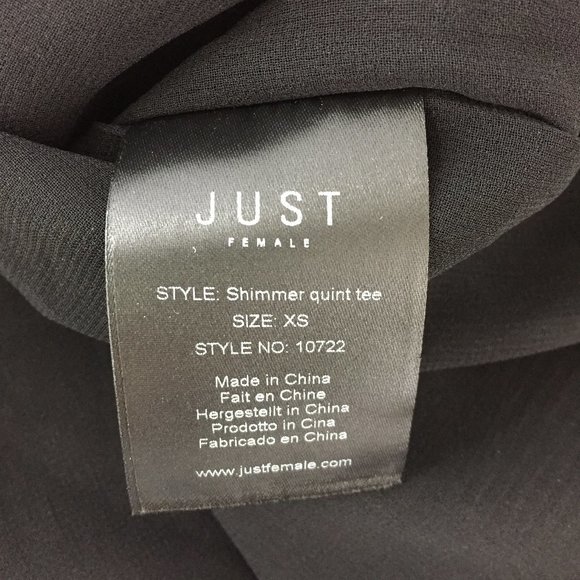 JUST
FEMALE
STYLE: Shimmer quint tee
SIZE: XS
STYLE NO: 10722
Made in China
Fait en Chine
Hergestellt in China
Prodotto in Cina
Fabricado en China
www.justfemale.com